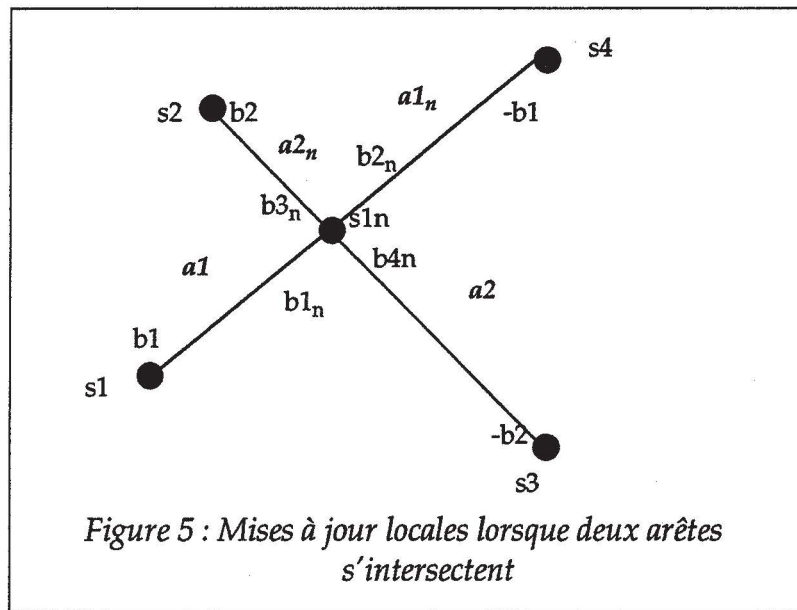 s4
s2 b2
a1ₙ
-b1
a2ₙ
b2ₙ
b3ₙ
s1n
a1
b4n
a2
b1ₙ
b1
s1
-b2
s3
Figure 5 : Mises à jour locales lorsque deux arêtes
s'intersectent